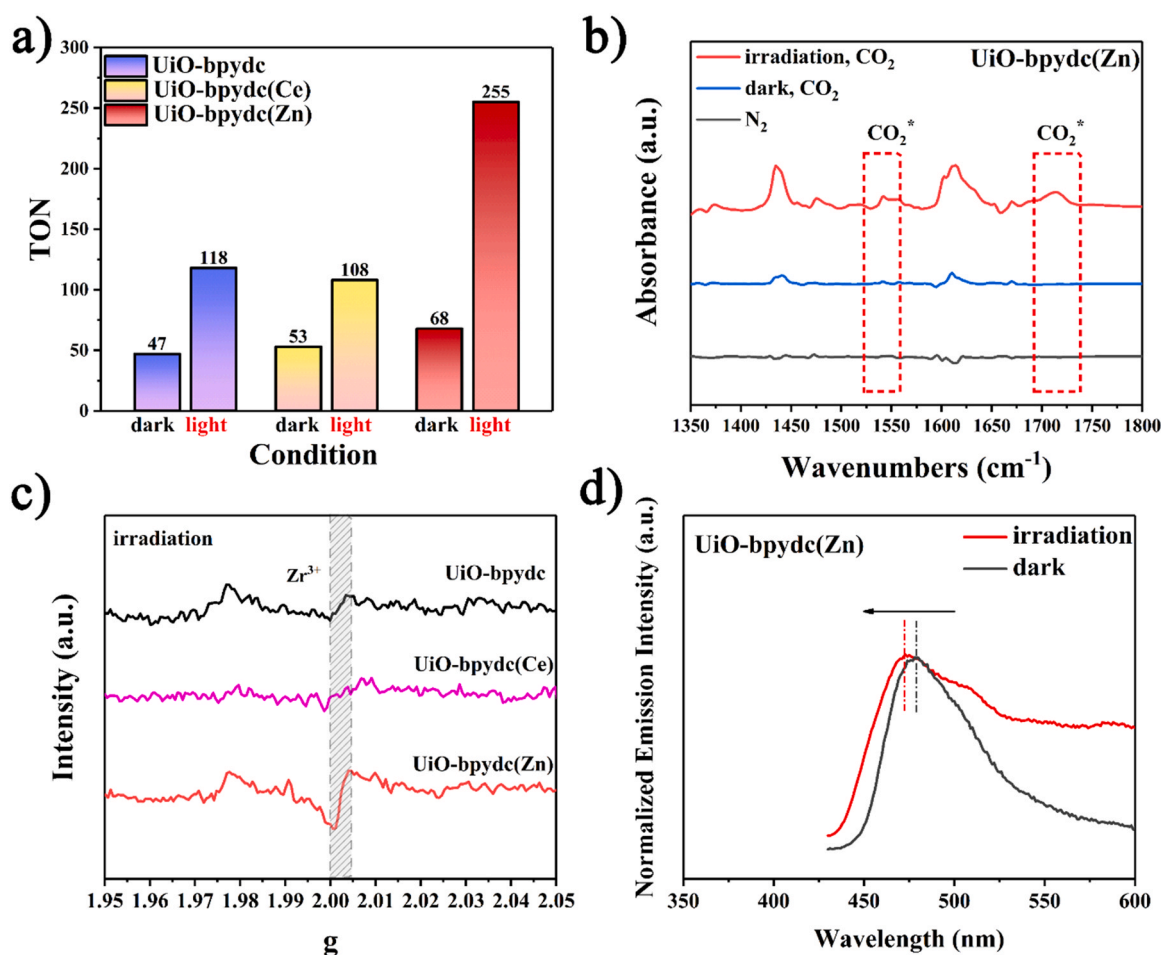 a)
300
250
200
150
100
50
0
TON
UiO-bpydc
UiO-bpydc(Ce)
UiO-bpydc(Zn)
47
118
53
108
68
255
dark light dark light dark light
Condition
b)
irradiation, CO₂
dark, CO₂
N₂
UiO-bpydc(Zn)
CO₂*
CO₂*
Absorbance (a.u.)
1350 1400 1450 1500 1550 1600 1650 1700 1750 1800
Wavenumbers (cm⁻¹)
c)
irradiation
Zr³⁺
UiO-bpydc
UiO-bpydc(Ce)
UiO-bpydc(Zn)
Intensity (a.u.)
1.95 1.96 1.97 1.98 1.99 2.00 2.01 2.02 2.03 2.04 2.05
g
d)
UiO-bpydc(Zn)
irradiation
dark
Normalized Emission Intensity (a.u.)
350 400 450 500 550 600
Wavelength (nm)